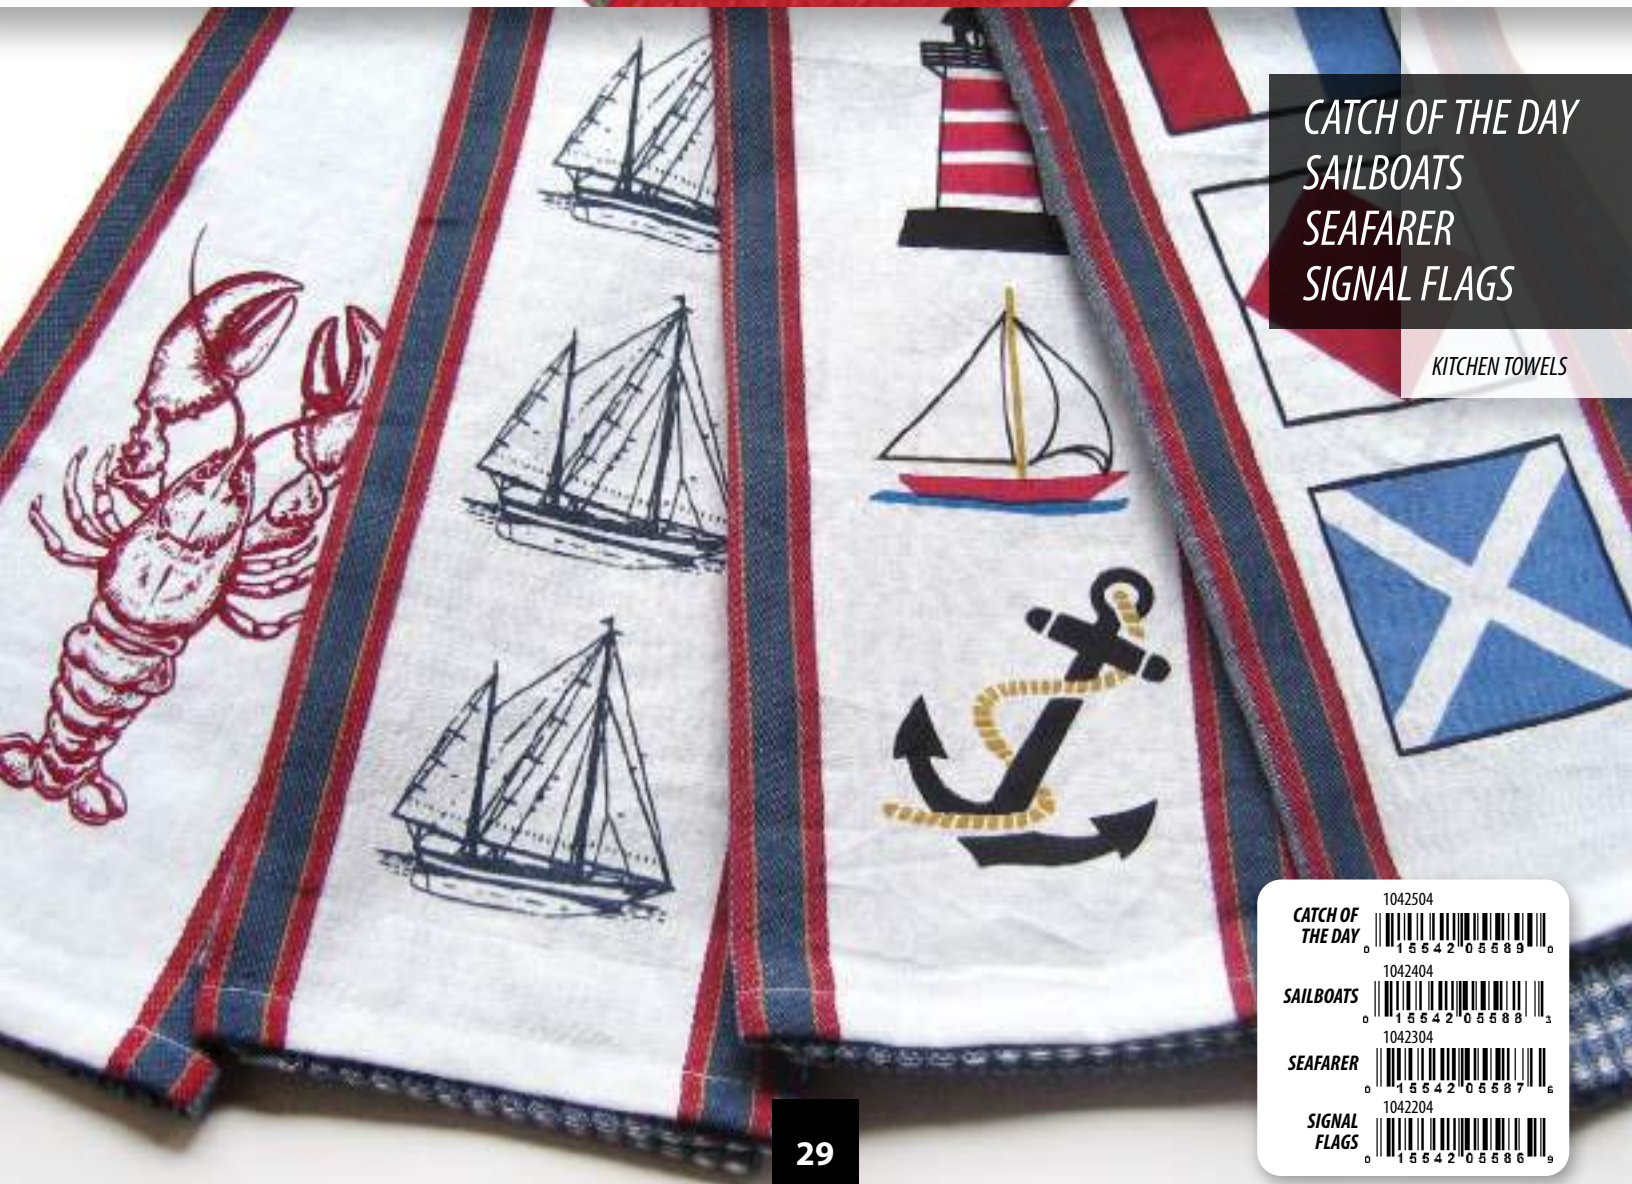 CATCH OF THE DAY
SAILBOATS
SEAFARER
SIGNAL FLAGS
KITCHEN TOWELS
1042504
CATCH OF
THE DAY
0 15542 05589 0
1042404
SAILBOATS
0 15542 05588 3
1042304
SEAFARER
0 15542 05587 6
1042204
SIGNAL
FLAGS
0 15542 05586 9
29